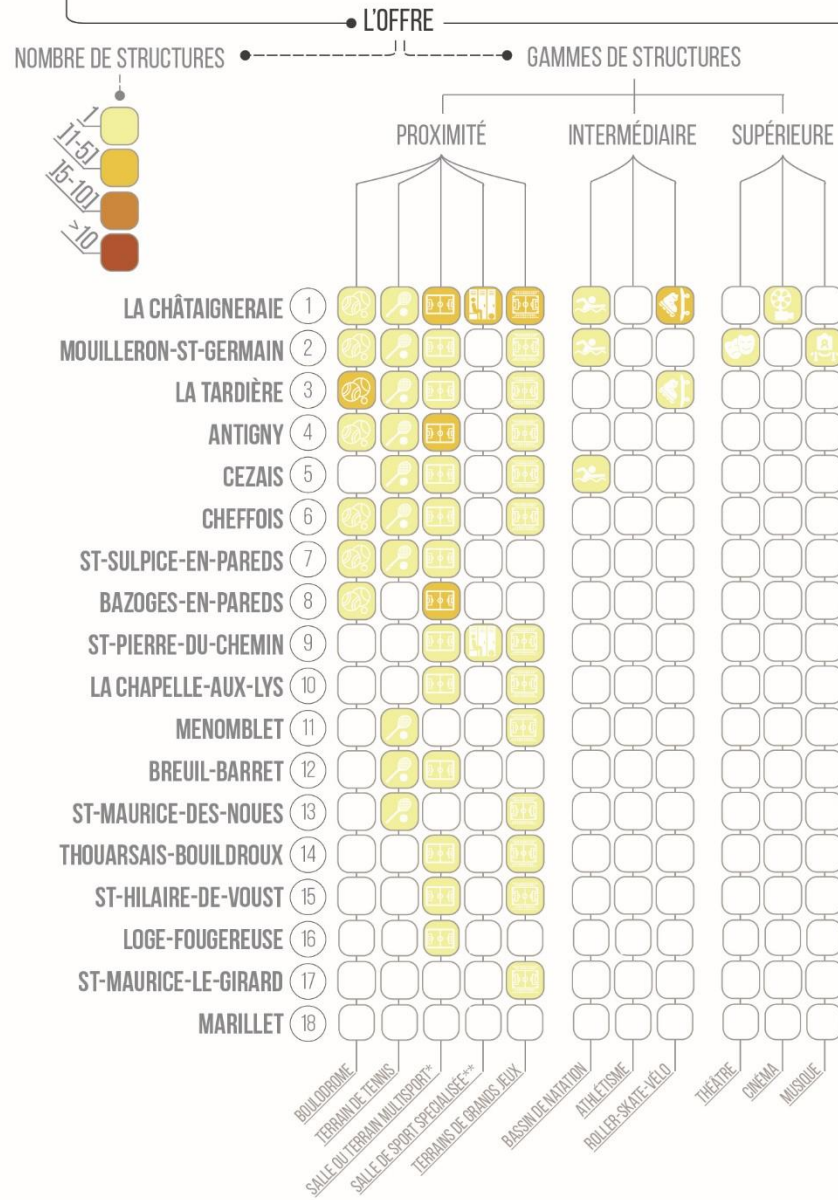 L'OFFRE
NOMBRE DE STRUCTURES
GAMMES DE STRUCTURES
1
]1-5]
]5-10]
>10
PROXIMITÉ
INTERMÉDIAIRE
SUPÉRIEURE
LA CHÂTAIGNERAIE 1
MOUILLERON-ST-GERMAIN 2
LA TARDIÈRE 3
ANTIGNY 4
CEZAIS 5
CHEFFOIS 6
ST-SULPICE-EN-PAREDS 7
BAZOGES-EN-PAREDS 8
ST-PIERRE-DU-CHEMIN 9
LA CHAPELLE-AUX-LYS 10
MENOMBLET 11
BREUIL-BARRET 12
ST-MAURICE-DES-NOUES 13
THOUARSAIS-BOUILDROUX 14
ST-HILAIRE-DE-VOUST 15
LOGE-FOUGEREUSE 16
ST-MAURICE-LE-GIRARD 17
MARILLET 18
BOULODROME
TERRAIN DE TENNIS
SALLE OU TERRAIN MULTISPORT*
SALLE DE SPORT SPÉCIALISÉE**
TERRAINS DE GRANDS JEUX
BASSIN DE NATATION
ATHLÉTISME
ROLLER-SKATE-VÉLO
THÉÂTRE
CINÉMA
MUSIQUE